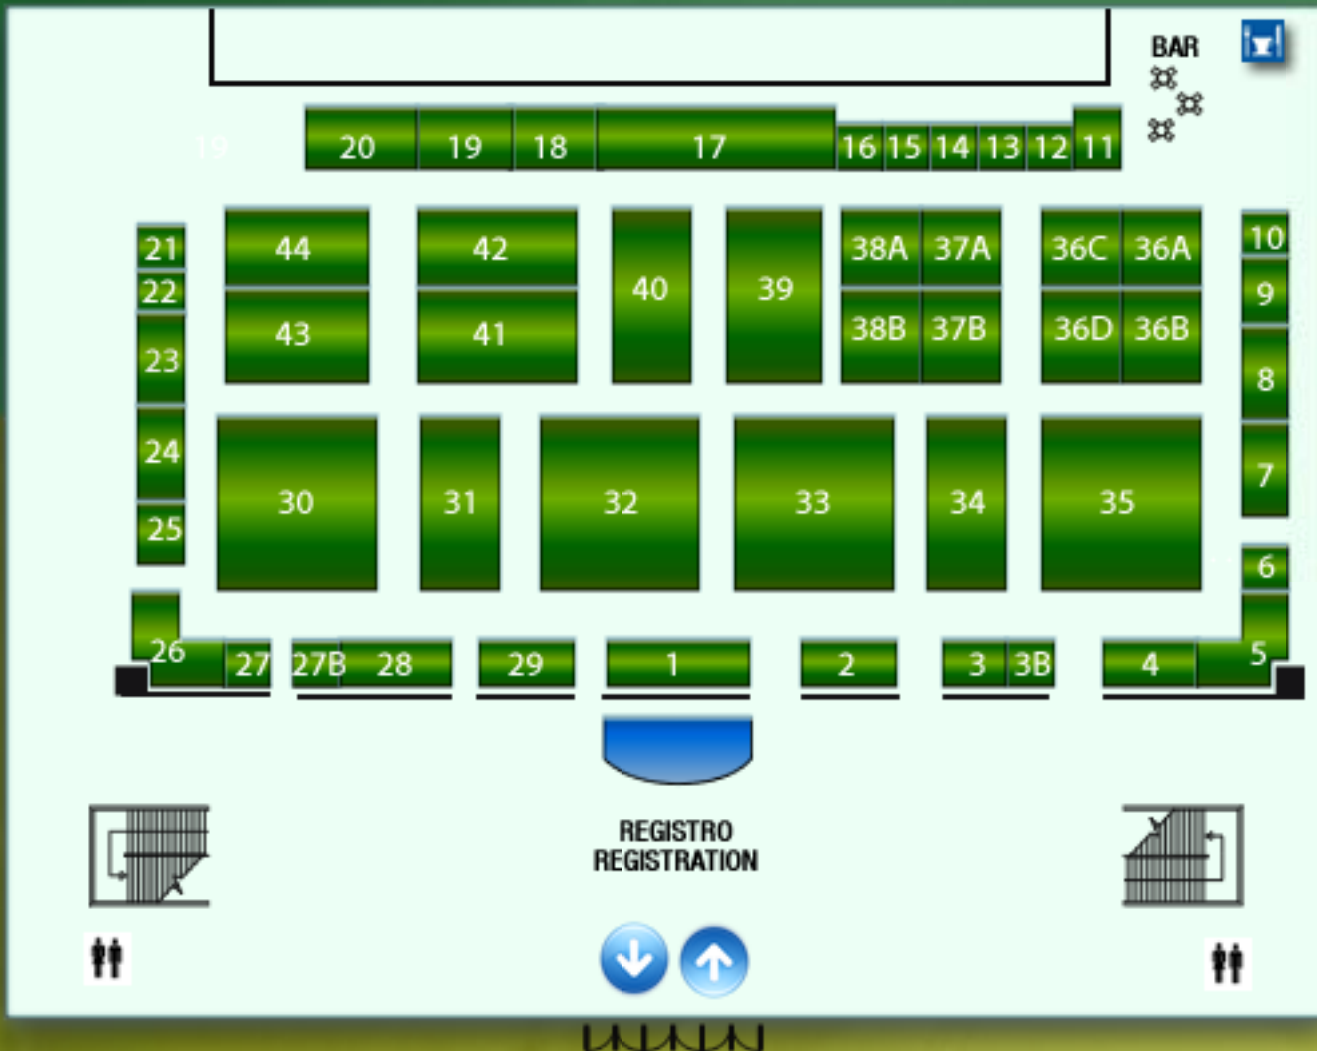 BAR
19 20 19 18 17 16 15 14 13 12 11
21 44 42 40 39 38A 37A 36C 36A 10
22 43 41 38B 37B 36D 36B 9
23 8
24 30 31 32 33 34 35 7
25 6
26 27 27B 28 29 1 2 3 3B 4 5
REGISTRO
REGISTRATION